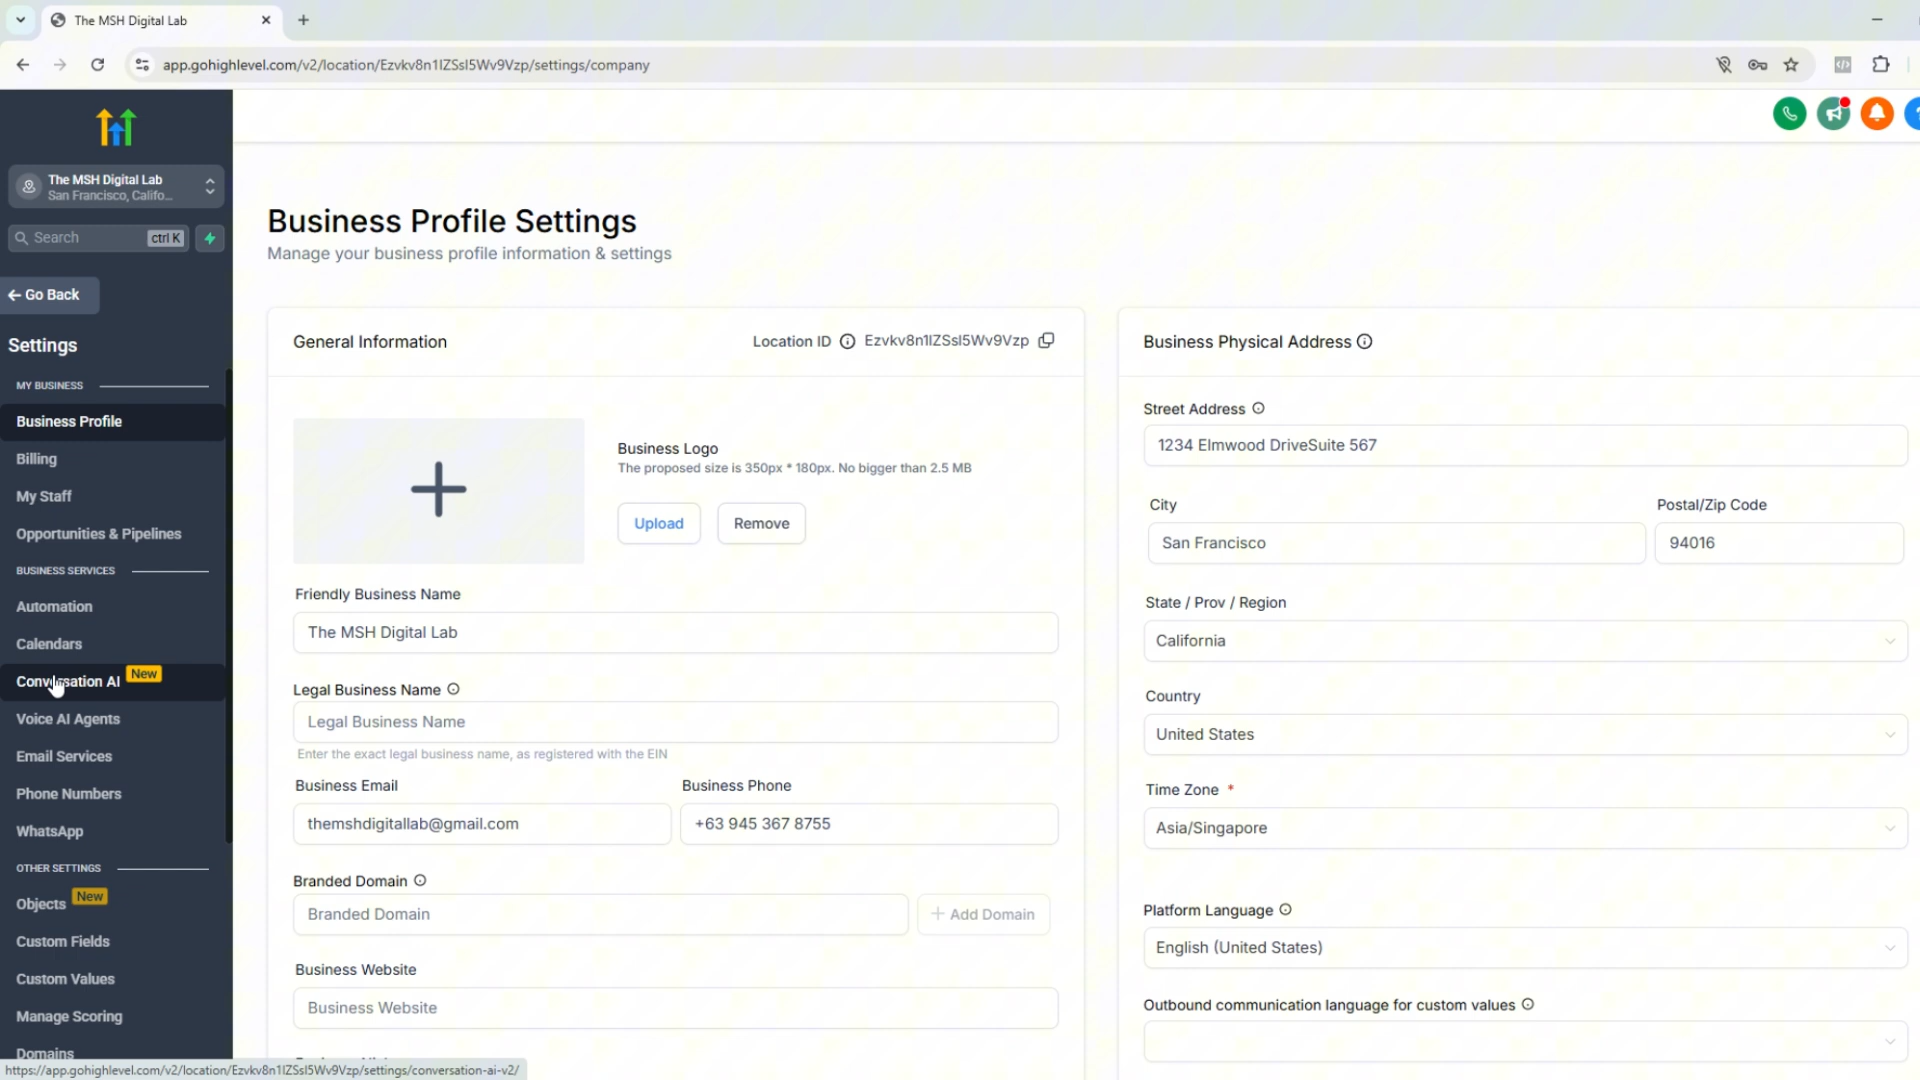 The MSH Digital Lab
app.gohighlevel.com/v2/location/Ezvkv8n1IZSsI5Wv9Vzp/settings/company
The MSH Digital Lab
San Francisco, Califo...
Search
ctrl K
Go Back
Settings
MY BUSINESS
Business Profile
Billing
My Staff
Opportunities & Pipelines
BUSINESS SERVICES
Automation
Calendars
Conversation AI
New
Voice AI Agents
Email Services
Phone Numbers
WhatsApp
OTHER SETTINGS
Objects
New
Custom Fields
Custom Values
Manage Scoring
Domains
https://app.gohighlevel.com/v2/location/Ezvkv8n1IZSsI5Wv9Vzp/settings/conversation-ai-v2/
Business Profile Settings
Manage your business profile information & settings
General Information
Location ID
Ezvkv8n1IZSsI5Wv9Vzp
Business Logo
The proposed size is 350px * 180px. No bigger than 2.5 MB
Upload
Remove
Friendly Business Name
The MSH Digital Lab
Legal Business Name
Legal Business Name
Enter the exact legal business name, as registered with the EIN
Business Email
Business Phone
themshdigitallab@gmail.com
+63 945 367 8755
Branded Domain
Branded Domain
+ Add Domain
Business Website
Business Website
Business Physical Address
Street Address
1234 Elmwood DriveSuite 567
City
Postal/Zip Code
San Francisco
94016
State / Prov / Region
California
Country
United States
Time Zone *
Asia/Singapore
Platform Language
English (United States)
Outbound communication language for custom values